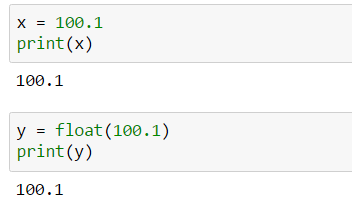 x = 100.1
print(x)
100.1
y = float(100.1)
print(y)
100.1